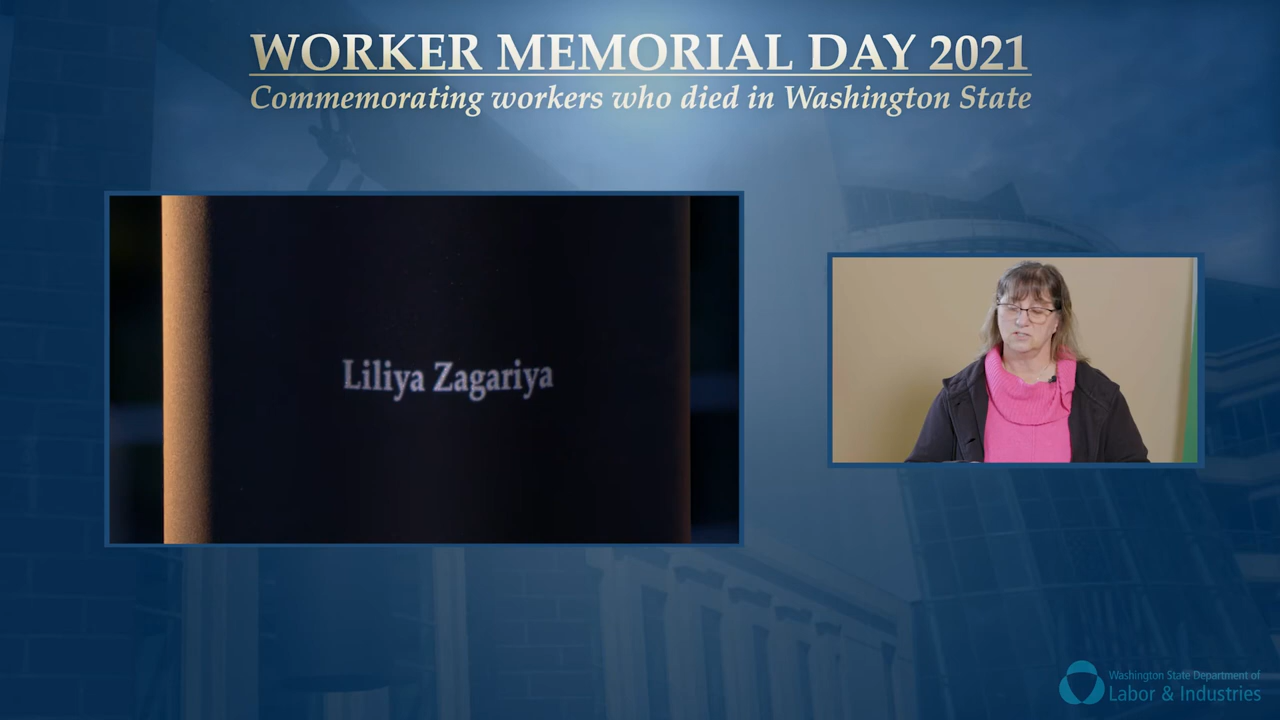 WORKER MEMORIAL DAY 2021
Commemorating workers who died in Washington State
Liliya Zagariya
Washington State Department of
Labor & Industries